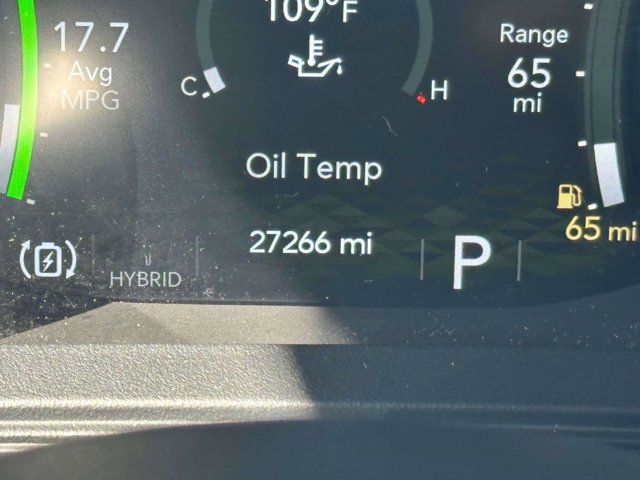 109°F
17.7
Avg
MPG
Range
65
mi
C
H
Oil Temp
65 mi
27266 mi
P
HYBRID